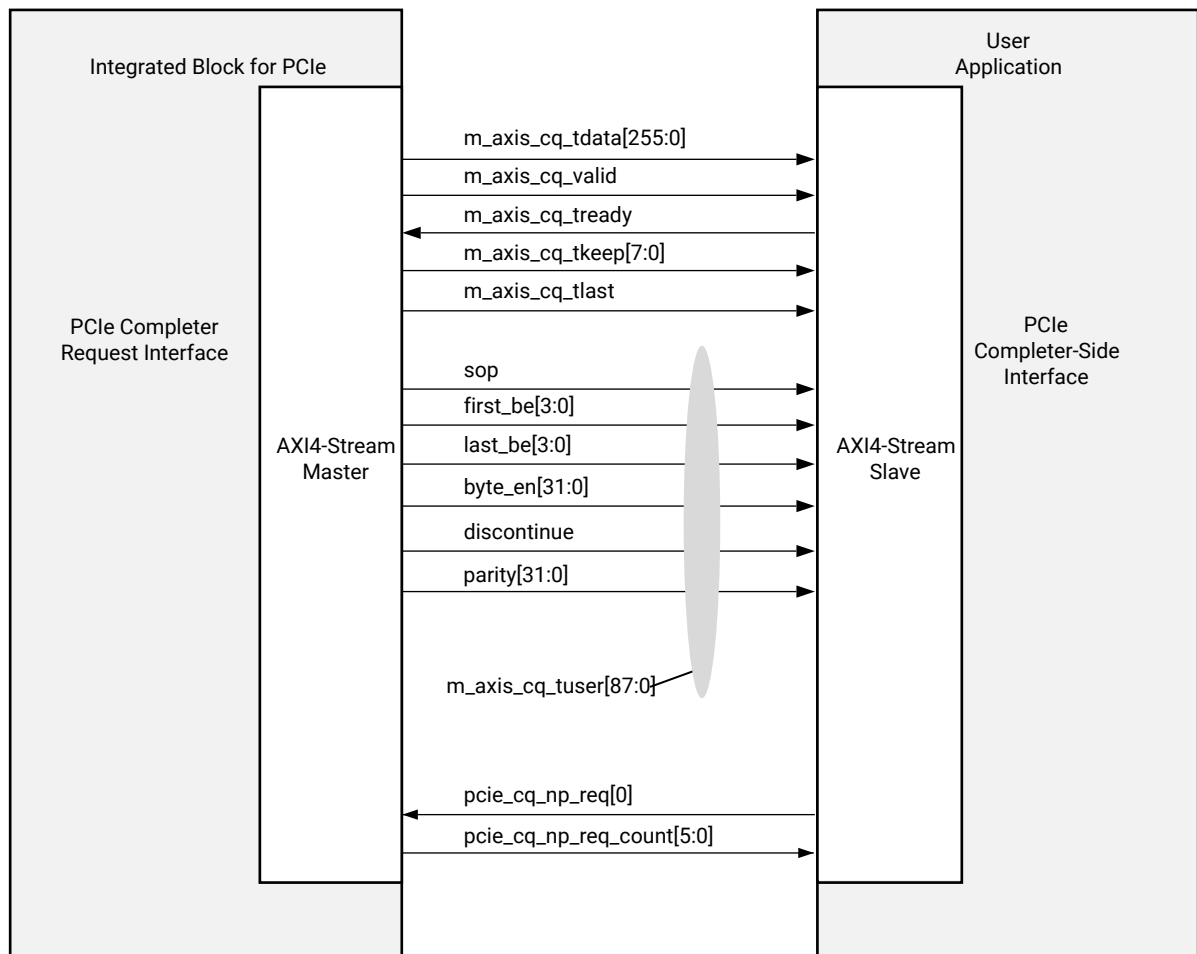 Integrated Block for PCIe
User
Application
m_axis_cq_tdata[255:0]
m_axis_cq_valid
m_axis_cq_tready
m_axis_cq_tkeep[7:0]
m_axis_cq_tlast
PCIe Completer
Request Interface
PCIe
Completer-Side
Interface
sop
first_be[3:0]
last_be[3:0]
byte_en[31:0]
discontinue
parity[31:0]
AXI4-Stream
Master
AXI4-Stream
Slave
m_axis_cq_tuser[87:0]
pcie_cq_np_req[0]
pcie_cq_np_req_count[5:0]